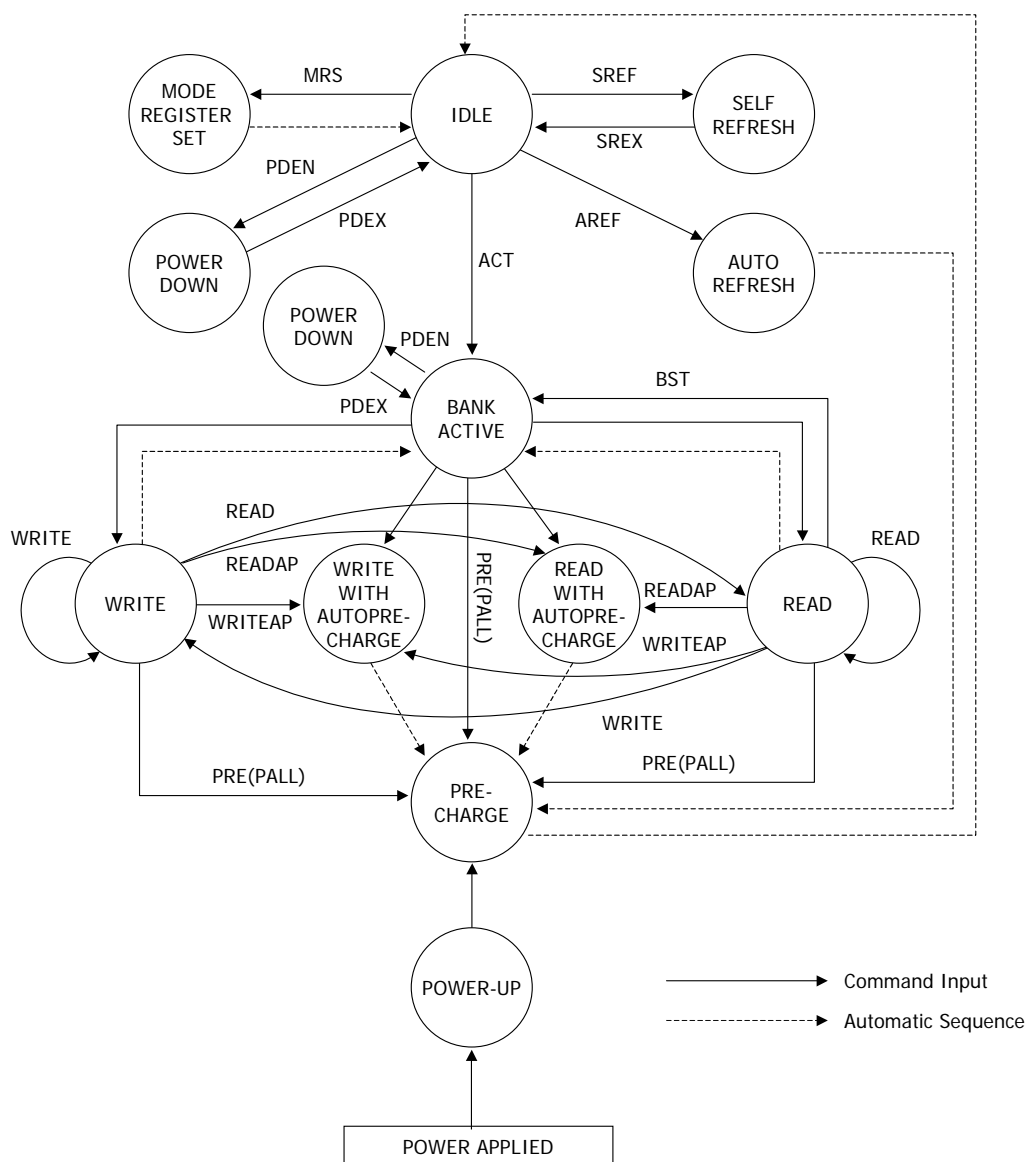 MRS
SREF
MODE
REGISTER
SET
IDLE
SELF
REFRESH
SREX
PDEN
PDEX
AREF
POWER
DOWN
ACT
AUTO
REFRESH
POWER
DOWN
PDEN
BST
PDEX
BANK
ACTIVE
READ
WRITE
READ
READAP
PRE(PALL)
WRITE
WITH
AUTOPRE-
CHARGE
READ
WITH
AUTOPRE-
CHARGE
READAP
WRITE
WRITEAP
READ
WRITEAP
WRITE
PRE(PALL)
PRE(PALL)
PRE-
CHARGE
POWER-UP
Command Input
Automatic Sequence
POWER APPLIED